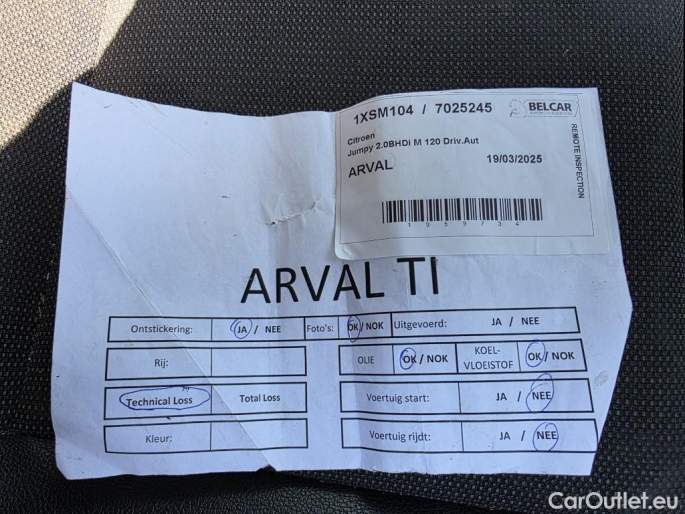 1XSM104 / 7025245
BELCAR
Citroen
Jumpy 2.0BHDi M 120 Driv.Aut
ARVAL
19/03/2025
REMOTE INSPECTION
1959734
ARVAL TI
Ontstickering: JA / NEE Foto's: OK / NOK Uitgevoerd: JA / NEE
Rij: OLIE OK / NOK KOEL-VLOEISTOF OK / NOK
Technical Loss Total Loss Voertuig start: JA / NEE
Kleur: Voertuig rijdt: JA / NEE
CarOutlet.eu